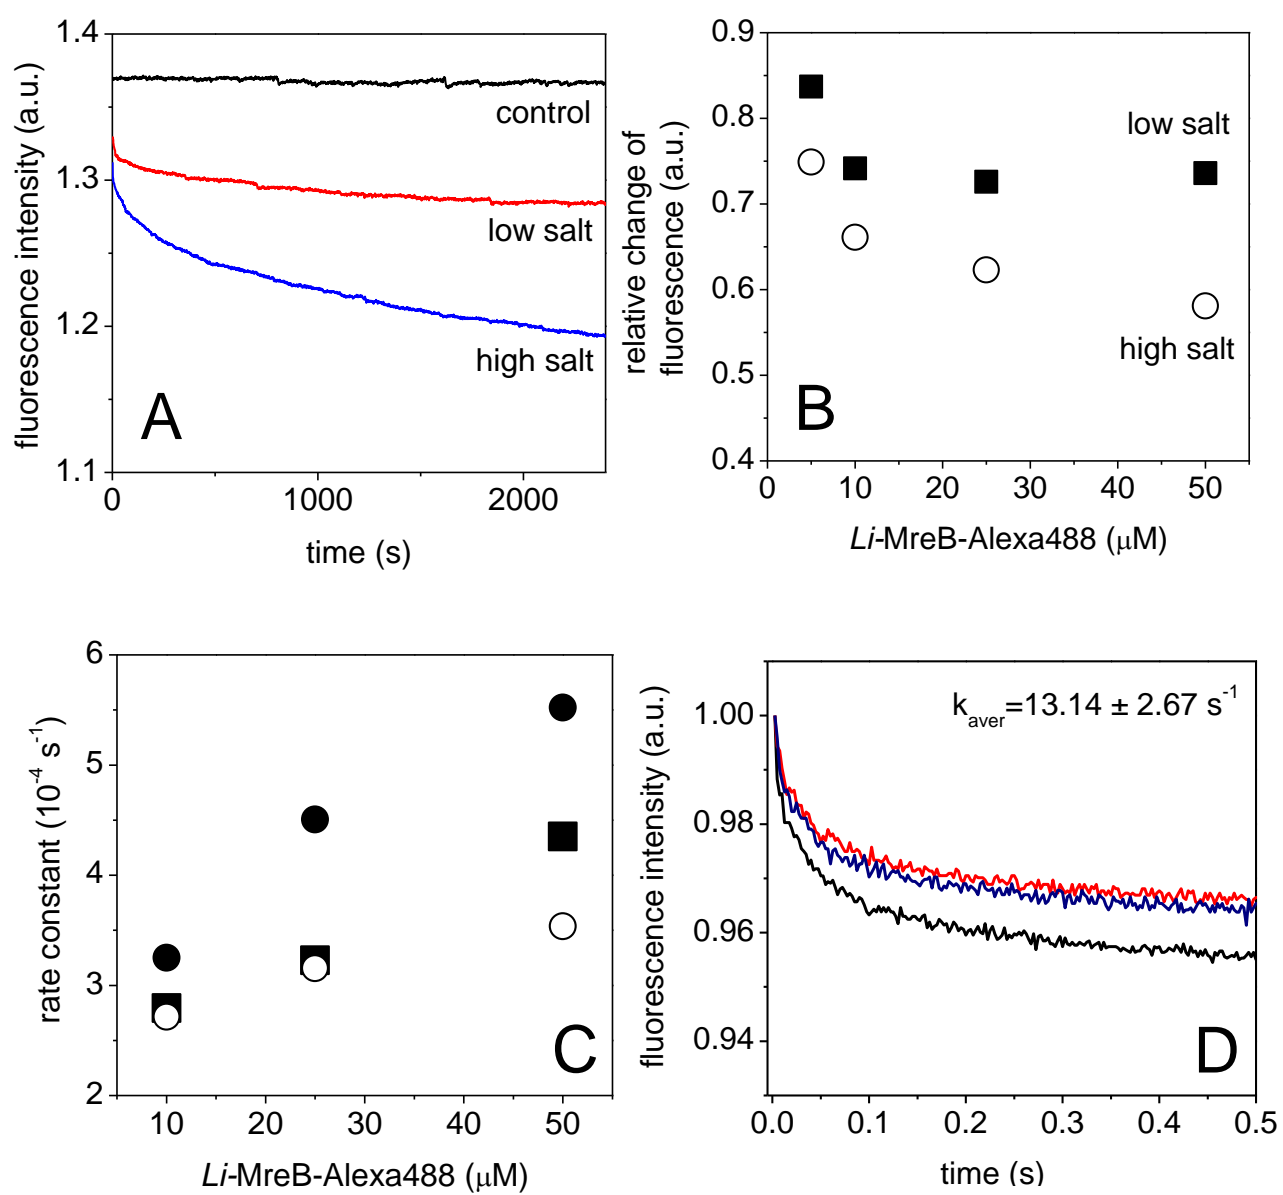 fluorescence intensity (a.u.)
1.4
1.3
1.2
1.1
control
low salt
high salt
A
0 1000 2000
time (s)
relative change of
fluorescence (a.u.)
0.9
0.8
0.7
0.6
0.5
0.4
low salt
high salt
B
0 10 20 30 40 50
Li-MreB-Alexa488 (μM)
rate constant (10⁻⁴ s⁻¹)
6
5
4
3
2
C
10 20 30 40 50
Li-MreB-Alexa488 (μM)
fluorescence intensity (a.u.)
1.00
0.98
0.96
0.94
k_aver=13.14 ± 2.67 s⁻¹
D
0.0 0.1 0.2 0.3 0.4 0.5
time (s)